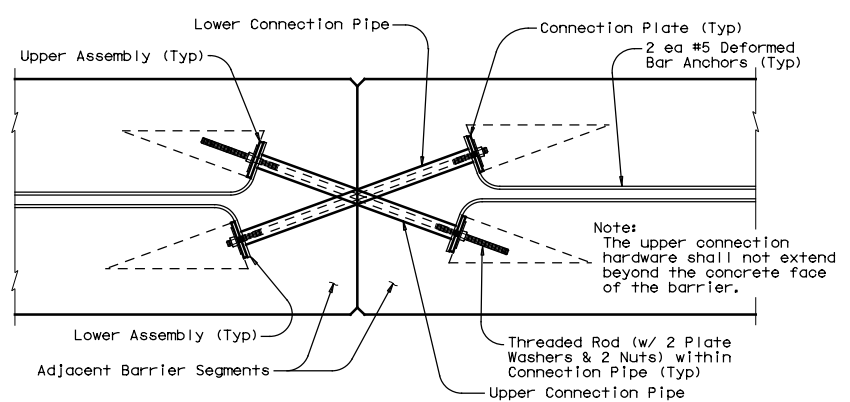 Lower Connection Pipe
Connection Plate (Typ)
Upper Assembly (Typ)
2 ea #5 Deformed
Bar Anchors (Typ)
Note:
The upper connection
hardware shall not extend
beyond the concrete face
of the barrier.
Lower Assembly (Typ)
Threaded Rod (w/ 2 Plate
Washers & 2 Nuts) within
Connection Pipe (Typ)
Adjacent Barrier Segments
Upper Connection Pipe